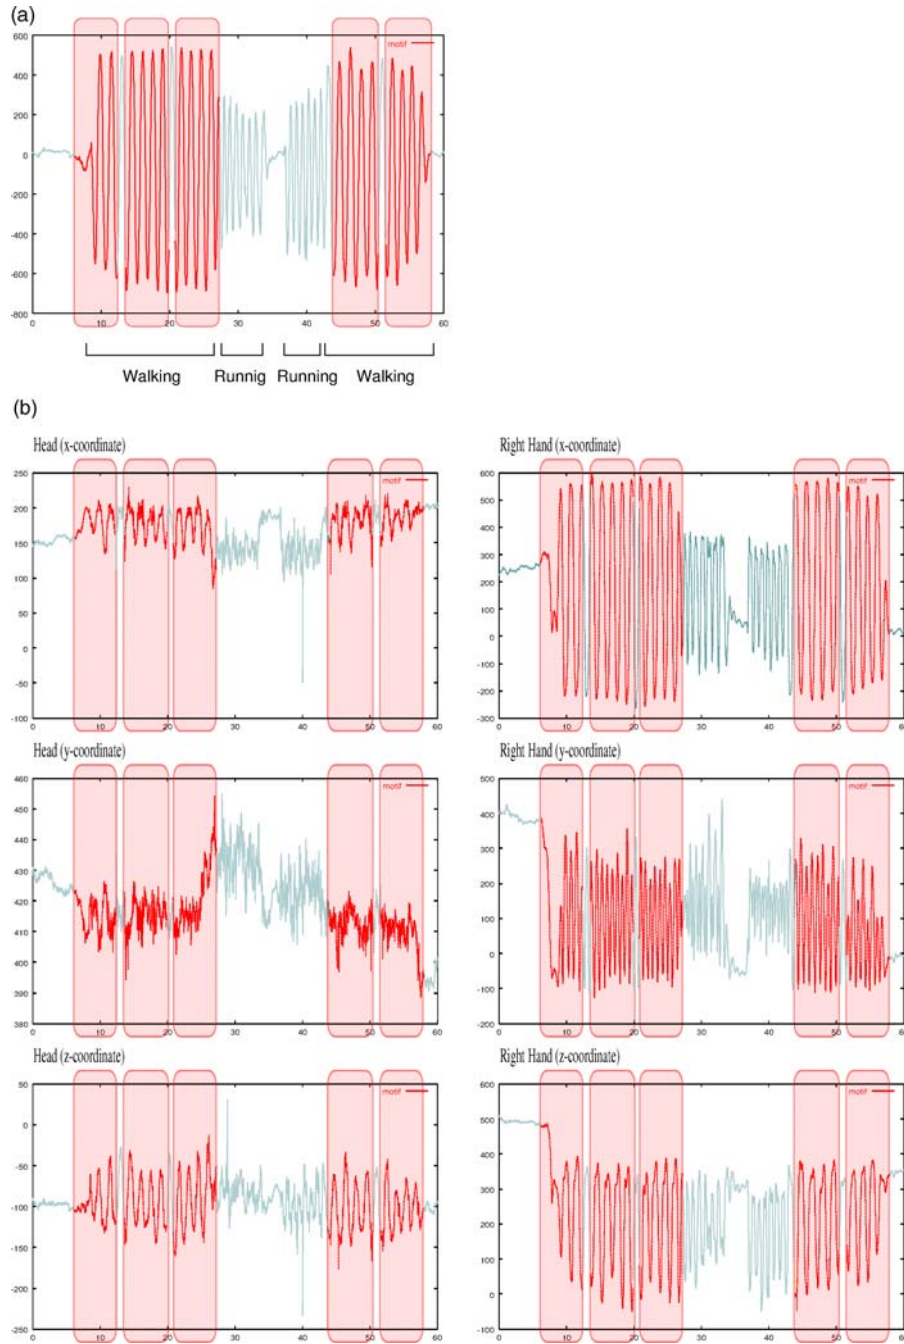 (a)
motif
600
400
200
0
-200
-400
-600
-800
0 10 20 30 40 50 60
Walking Runnig Running Walking
(b)
Head (x-coordinate)
motif
250
200
150
100
50
0
-50
-100
0 10 20 30 40 50 60
Right Hand (x-coordinate)
motif
600
500
400
300
200
100
0
-100
-200
-300
0 10 20 30 40 50 60
Head (y-coordinate)
motif
460
450
440
430
420
410
400
390
380
0 10 20 30 40 50 60
Right Hand (y-coordinate)
motif
500
400
300
200
100
0
-100
-200
0 10 20 30 40 50 60
Head (z-coordinate)
motif
50
0
-50
-100
-150
-200
-250
0 10 20 30 40 50 60
Right Hand (z-coordinate)
motif
600
500
400
300
200
100
0
-100
0 10 20 30 40 50 60